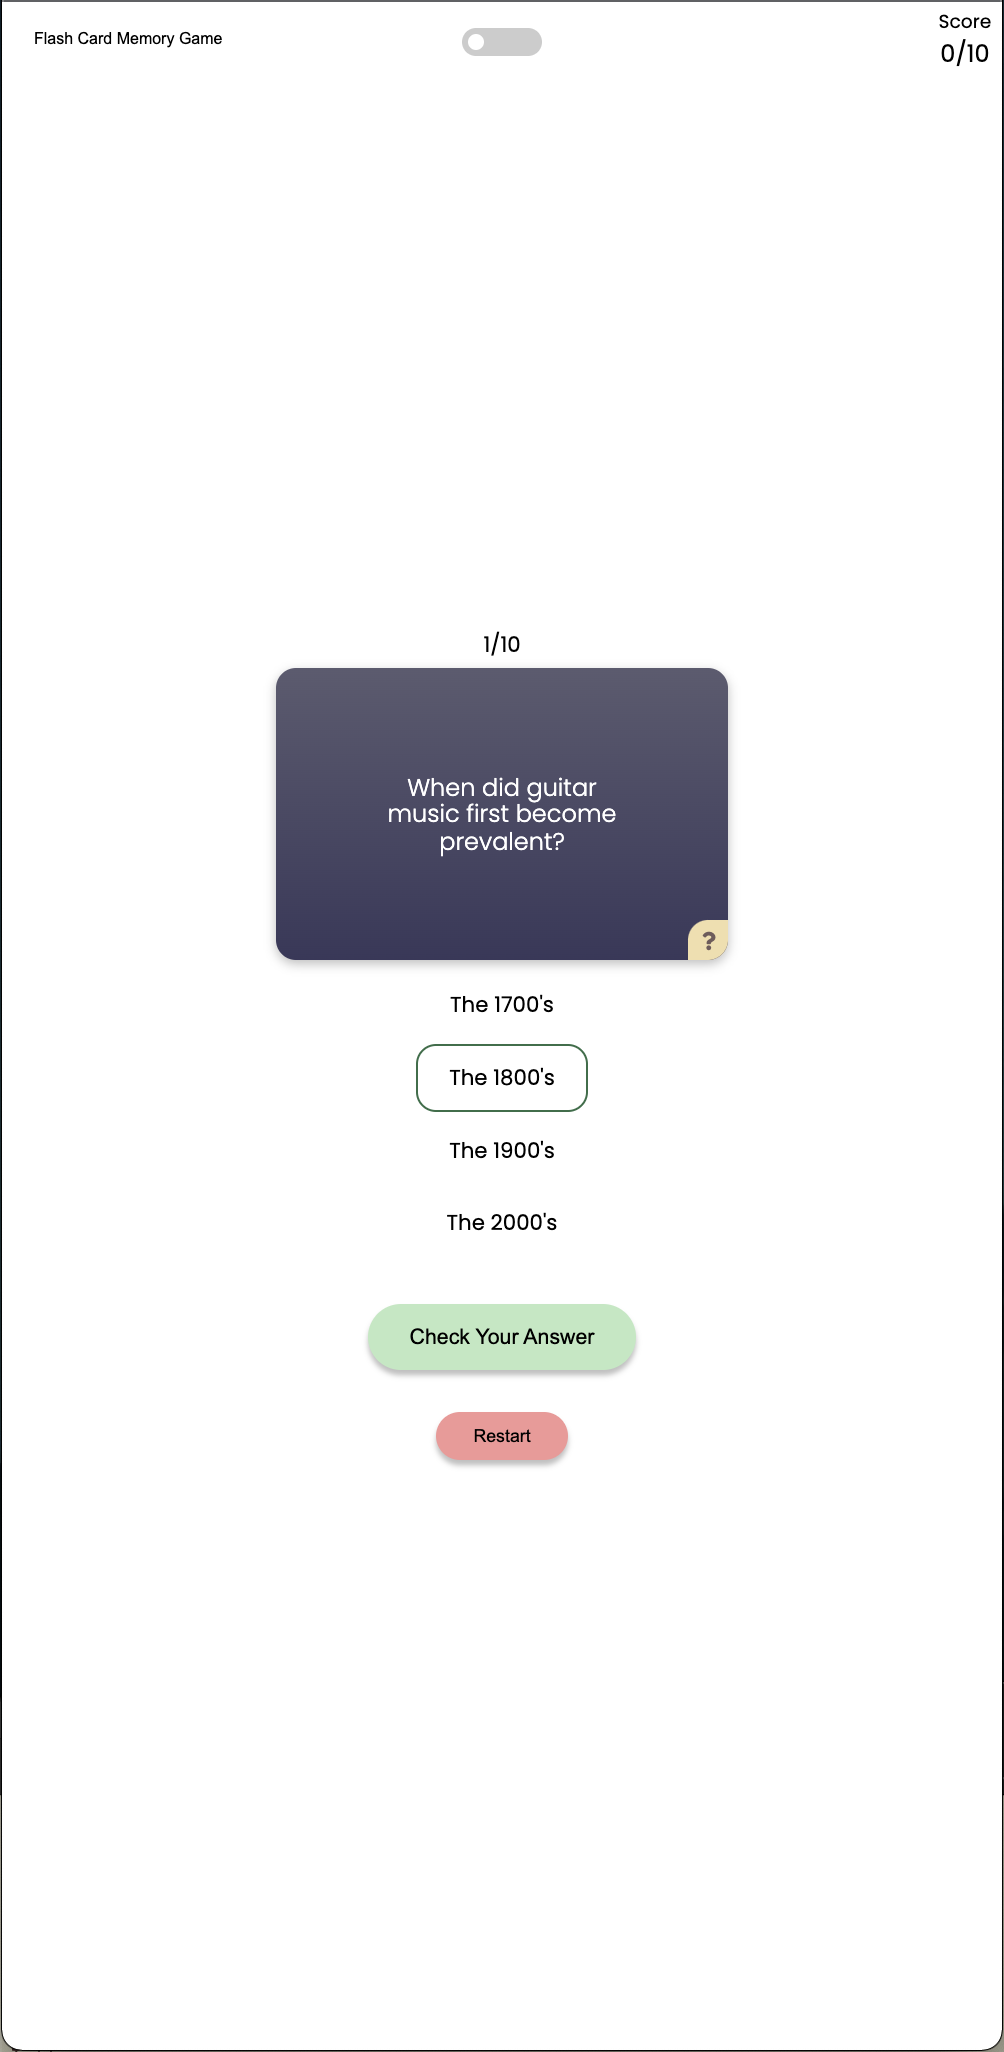 Flash Card Memory Game
Score
0/10
1/10
When did guitar
music first become
prevalent?
?
The 1700's
The 1800's
The 1900's
The 2000's
Check Your Answer
Restart